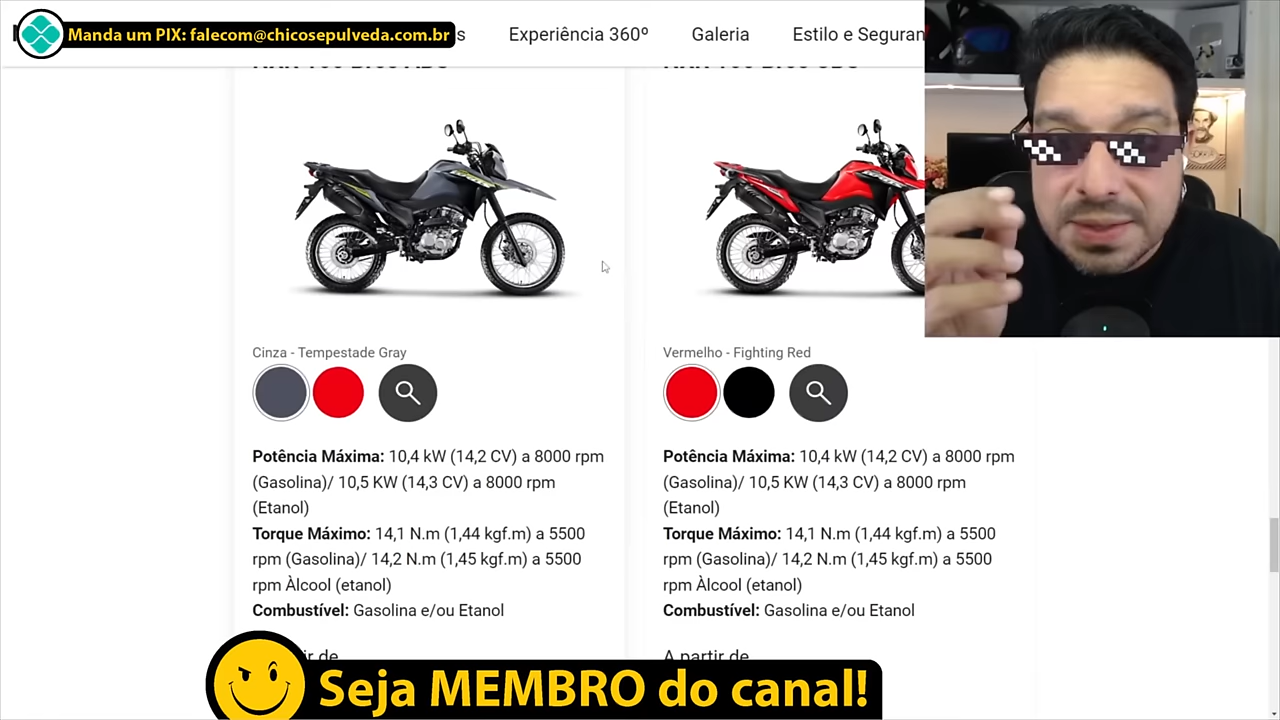 Manda um PIX: falecom@chicosepulveda.com.br
s
Experiência 360º
Galeria
Estilo e Seguran
Cinza - Tempestade Gray
Potência Máxima: 10,4 kW (14,2 CV) a 8000 rpm
(Gasolina)/ 10,5 KW (14,3 CV) a 8000 rpm
(Etanol)
Torque Máximo: 14,1 N.m (1,44 kgf.m) a 5500
rpm (Gasolina)/ 14,2 N.m (1,45 kgf.m) a 5500
rpm Àlcool (etanol)
Combustível: Gasolina e/ou Etanol
ir de
Vermelho - Fighting Red
Potência Máxima: 10,4 kW (14,2 CV) a 8000 rpm
(Gasolina)/ 10,5 KW (14,3 CV) a 8000 rpm
(Etanol)
Torque Máximo: 14,1 N.m (1,44 kgf.m) a 5500
rpm (Gasolina)/ 14,2 N.m (1,45 kgf.m) a 5500
rpm Àlcool (etanol)
Combustível: Gasolina e/ou Etanol
A partir de
Seja MEMBRO do canal!